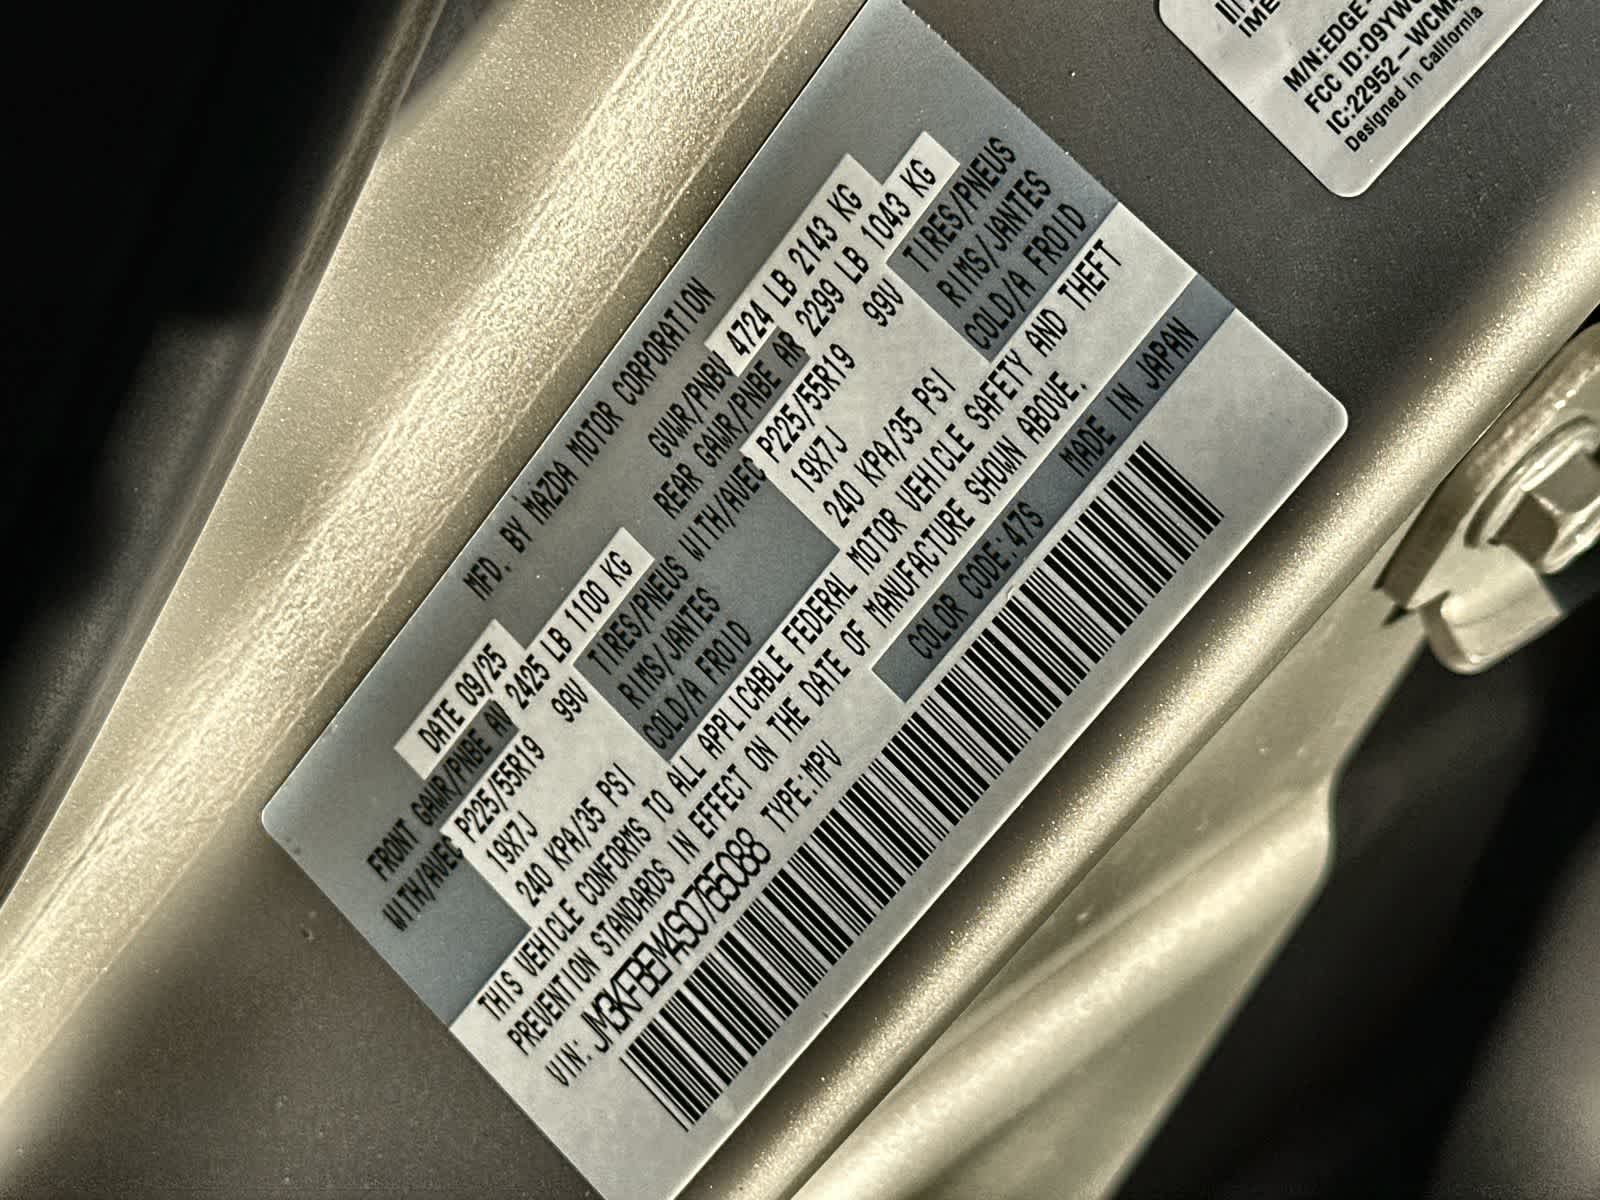 MFD. BY MAZDA MOTOR CORPORATION
DATE 09/25 GVWR/PNBV 4724 LB 2143 KG
FRONT GAWR/PNBE AV 2425 LB 1100 KG REAR GAWR/PNBE AR 2299 LB 1043 KG
WITH/AVEC P225/55R19 99V TIRES/PNEUS WITH/AVEC P225/55R19 99V TIRES/PNEUS
19X7J RIMS/JANTES 19X7J RIMS/JANTES
240 KPA/35 PSI COLD/A FROID 240 KPA/35 PSI COLD/A FROID
THIS VEHICLE CONFORMS TO ALL APPLICABLE FEDERAL MOTOR VEHICLE SAFETY AND THEFT
PREVENTION STANDARDS IN EFFECT ON THE DATE OF MANUFACTURE SHOWN ABOVE.
VIN: JM3KFBEM4S0765088 TYPE:MPV COLOR CODE:47S MADE IN JAPAN
IME
M/N:EDGE-
FCC ID:O9YWC
IC:22952-WCM
Designed in California